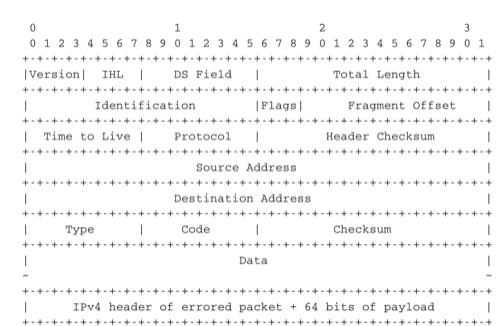 0 1 2 3
0 1 2 3 4 5 6 7 8 9 0 1 2 3 4 5 6 7 8 9 0 1 2 3 4 5 6 7 8 9 0 1
+-+-+-+-+-+-+-+-+-+-+-+-+-+-+-+-+-+-+-+-+-+-+-+-+-+-+-+-+-+-+-+-+
|Version| IHL | DS Field | Total Length |
+-+-+-+-+-+-+-+-+-+-+-+-+-+-+-+-+-+-+-+-+-+-+-+-+-+-+-+-+-+-+-+-+
| Identification |Flags| Fragment Offset |
+-+-+-+-+-+-+-+-+-+-+-+-+-+-+-+-+-+-+-+-+-+-+-+-+-+-+-+-+-+-+-+-+
| Time to Live | Protocol | Header Checksum |
+-+-+-+-+-+-+-+-+-+-+-+-+-+-+-+-+-+-+-+-+-+-+-+-+-+-+-+-+-+-+-+-+
| Source Address |
+-+-+-+-+-+-+-+-+-+-+-+-+-+-+-+-+-+-+-+-+-+-+-+-+-+-+-+-+-+-+-+-+
| Destination Address |
+-+-+-+-+-+-+-+-+-+-+-+-+-+-+-+-+-+-+-+-+-+-+-+-+-+-+-+-+-+-+-+-+
| Type | Code | Checksum |
+-+-+-+-+-+-+-+-+-+-+-+-+-+-+-+-+-+-+-+-+-+-+-+-+-+-+-+-+-+-+-+-+
| Data |
~ ~
+-+-+-+-+-+-+-+-+-+-+-+-+-+-+-+-+-+-+-+-+-+-+-+-+-+-+-+-+-+-+-+-+
| IPv4 header of errored packet + 64 bits of payload |
+-+-+-+-+-+-+-+-+-+-+-+-+-+-+-+-+-+-+-+-+-+-+-+-+-+-+-+-+-+-+-+-+